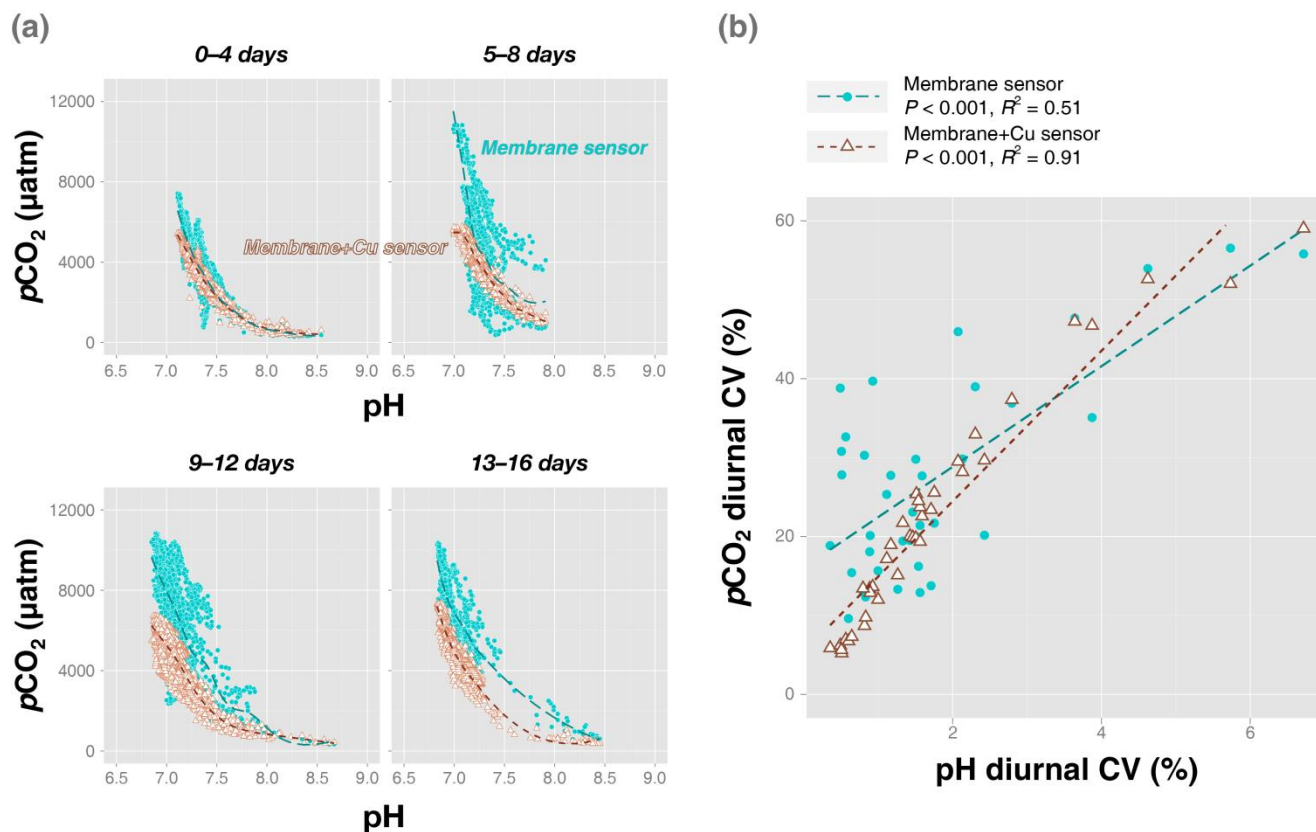 (a)
0–4 days
5–8 days
12000
8000
4000
0
pCO2 (µatm)
Membrane sensor
Membrane+Cu sensor
6.5 7.0 7.5 8.0 8.5 9.0
6.5 7.0 7.5 8.0 8.5 9.0
pH
pH
9–12 days
13–16 days
12000
8000
4000
0
pCO2 (µatm)
6.5 7.0 7.5 8.0 8.5 9.0
6.5 7.0 7.5 8.0 8.5 9.0
pH
pH
(b)
Membrane sensor
P < 0.001, R² = 0.51
Membrane+Cu sensor
P < 0.001, R² = 0.91
60
40
20
0
pCO2 diurnal CV (%)
2 4 6
pH diurnal CV (%)